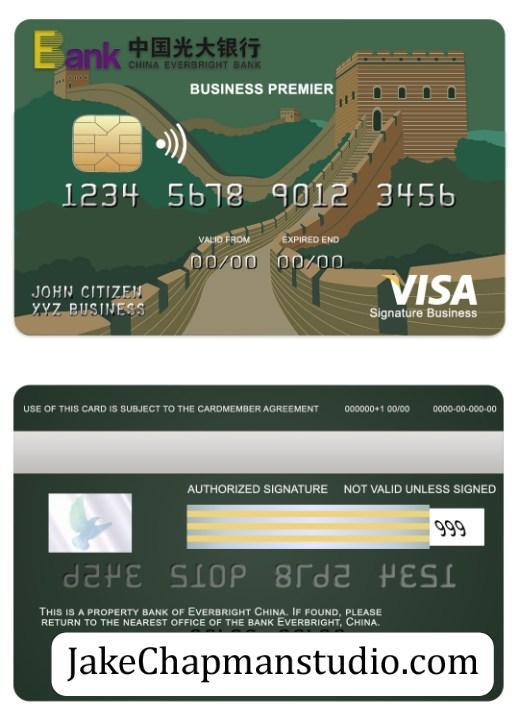 Bank 中国光大银行
CHINA EVERBRIGHT BANK
BUSINESS PREMIER
1234 5678 9012 3456
VALID FROM EXPIRED END
00/00 00/00
JOHN CITIZEN
XYZ BUSINESS
VISA
Signature Business
USE OF THIS CARD IS SUBJECT TO THE CARDMEMBER AGREEMENT 000000+1 00/00 0000-00-000-00
AUTHORIZED SIGNATURE NOT VALID UNLESS SIGNED
999
THIS IS A PROPERTY BANK OF EVERBRIGHT CHINA. IF FOUND, PLEASE
RETURN TO THE NEAREST OFFICE OF THE BANK EVERBRIGHT, CHINA.
JakeChapmanstudio.com